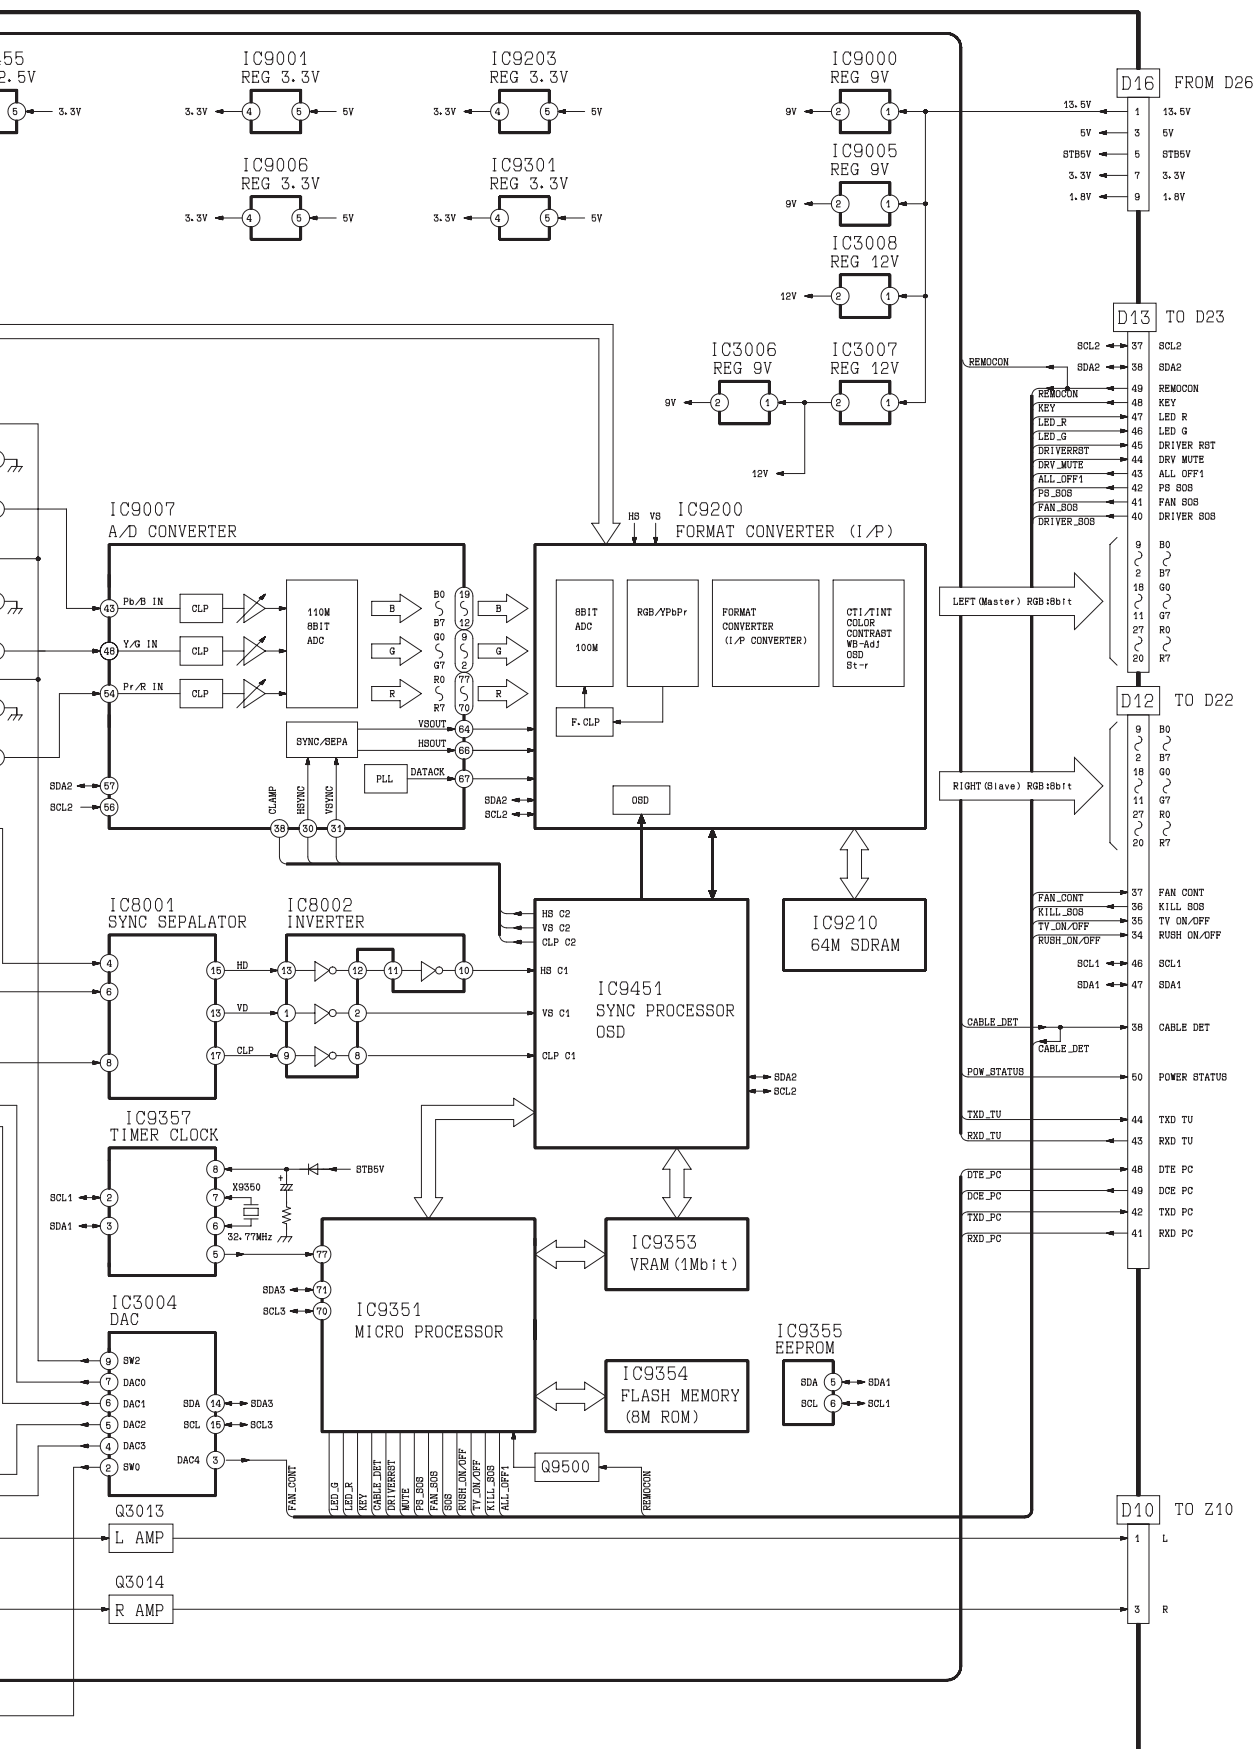 455
2.5V
5
3.3V
IC9001
REG 3.3V
3.3V 4 5 5V
IC9203
REG 3.3V
3.3V 4 5 5V
IC9000
REG 9V
9V 2 1
13.5V
D16 FROM D26
1 13.5V
5V 3 5V
STB5V 5 STB5V
3.3V 7 3.3V
1.8V 9 1.8V
IC9006
REG 3.3V
3.3V 4 5 5V
IC9301
REG 3.3V
3.3V 4 5 5V
IC9005
REG 9V
9V 2 1
IC3008
REG 12V
12V 2 1
IC3006
REG 9V
9V 2 1
IC3007
REG 12V
2 1
12V
D13 TO D23
SCL2 37 SCL2
SDA2 38 SDA2
REMOCON
REMOCON 49 REMOCON
KEY 48 KEY
LED_R 47 LED R
LED_G 46 LED G
DRIVERRST 45 DRIVER RST
DRV_MUTE 44 DRV MUTE
ALL_OFF1 43 ALL OFF1
PS_SOS 42 PS SOS
FAN_SOS 41 FAN SOS
DRIVER_SOS 40 DRIVER SOS
9 B0
2 B7
18 G0
11 G7
27 R0
20 R7
LEFT(Master) RGB:8bit
IC9007
A/D CONVERTER
43 Pb/B IN CLP
48 Y/G IN CLP
54 Pr/R IN CLP
110M
8BIT
ADC
B B0 B7 19 12 B
G G0 G7 9 2 G
R R0 R7 77 70 R
SYNC/SEPA
VSOUT 64
HSOUT 66
PLL DATACK 67
SDA2 57
SCL2 56
CLAMP
HSYNC
VSYNC
38 30 31
IC9200
FORMAT CONVERTER (I/P)
HS VS
8BIT
ADC
100M
RGB/YPbPr
FORMAT
CONVERTER
(I/P CONVERTER)
CTI/TINT
COLOR
CONTRAST
WB-Adj
OSD
St-r
F.CLP
OSD
SDA2
SCL2
D12 TO D22
9 B0
2 B7
18 G0
11 G7
27 R0
20 R7
RIGHT(Slave) RGB:8bit
FAN_CONT 37 FAN CONT
KILL_SOS 36 KILL SOS
TV_ON/OFF 35 TV ON/OFF
RUSH_ON/OFF 34 RUSH ON/OFF
SCL1 46 SCL1
SDA1 47 SDA1
CABLE_DET 38 CABLE DET
CABLE_DET
POW_STATUS 50 POWER STATUS
TXD_TU 44 TXD TU
RXD_TU 43 RXD TU
DTE_PC 48 DTE PC
DCE_PC 49 DCE PC
TXD_PC 42 TXD PC
RXD_PC 41 RXD PC
IC8001
SYNC SEPALATOR
4
6
8
15 HD
13 VD
17 CLP
IC8002
INVERTER
13 12 11 10
1 2
9 8
HS C2
VS C2
CLP C2
HS C1
VS C1
CLP C1
IC9451
SYNC PROCESSOR
OSD
SDA2
SCL2
IC9210
64M SDRAM
IC9357
TIMER CLOCK
SCL1 2
SDA1 3
8
7
6
5
X9350
32.77MHz
+
STB5V
77
SDA3 71
SCL3 70
IC9351
MICRO PROCESSOR
IC9353
VRAM(1Mbit)
IC9354
FLASH MEMORY
(8M ROM)
IC9355
EEPROM
SDA 5 SDA1
SCL 6 SCL1
IC3004
DAC
9 SW2
7 DAC0
6 DAC1
5 DAC2
4 DAC3
2 SW0
SDA 14 SDA3
SCL 15 SCL3
DAC4 3
FAN_CONT
LED_G
LED_R
KEY
CABLE_DET
DRIVERRST
MUTE
PS_SOS
FAN_SOS
SOS
RUSH_ON/OFF
TV_ON/OFF
KILL_SOS
ALL_OFF1
Q9500
REMOCON
Q3013
L AMP
Q3014
R AMP
D10 TO Z10
1 L
3 R